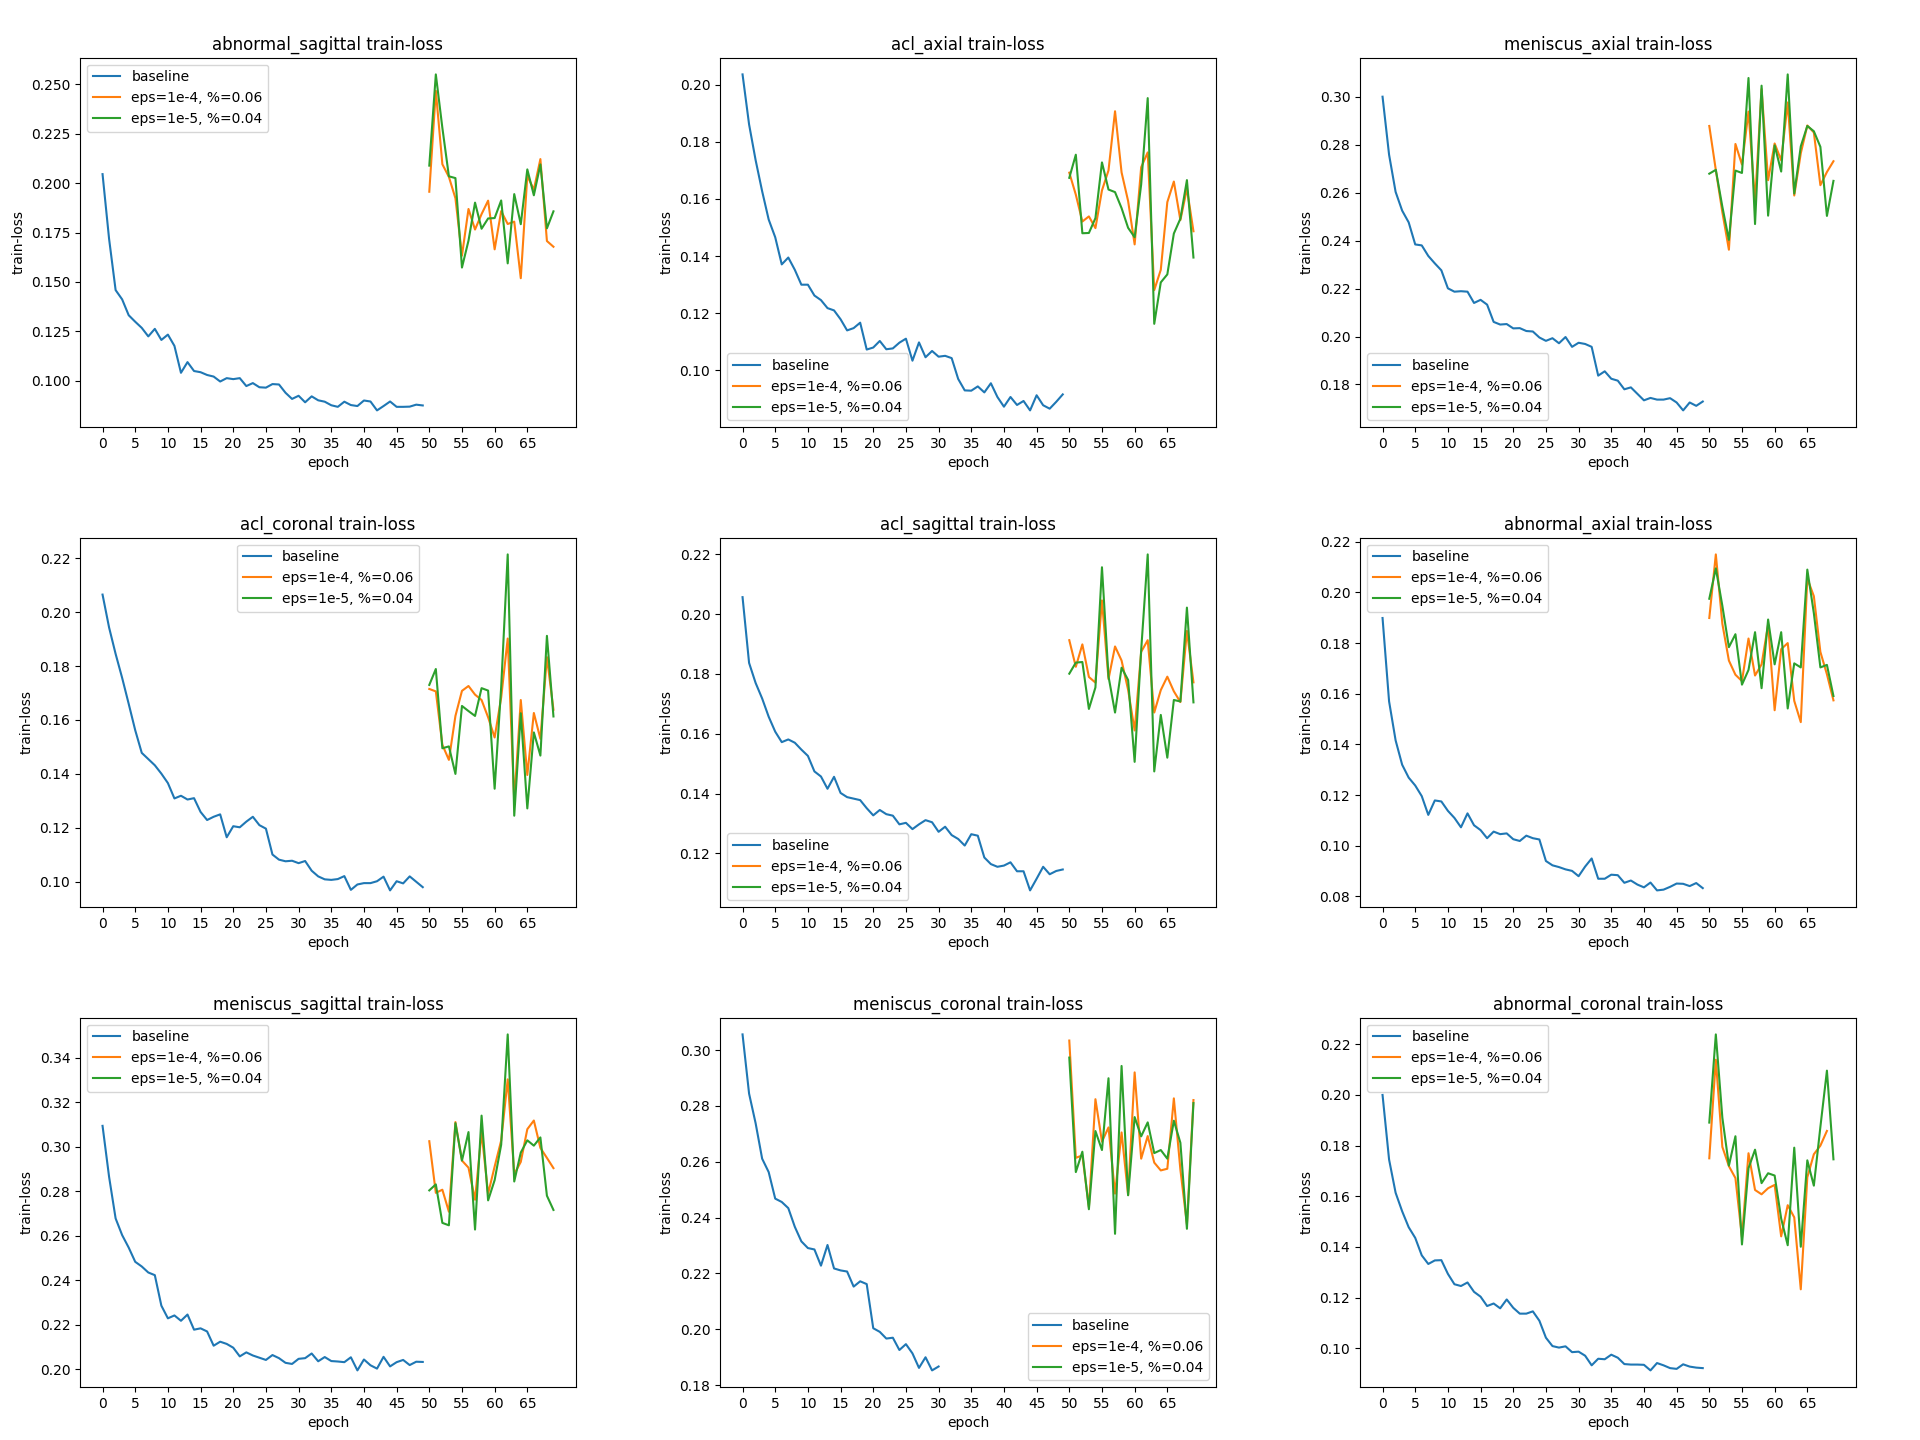 abnormal_sagittal train-loss
baseline
eps=1e-4, %=0.06
eps=1e-5, %=0.04
0.250
0.225
0.200
0.175
0.150
0.125
0.100
train-loss
0 5 10 15 20 25 30 35 40 45 50 55 60 65
epoch
acl_axial train-loss
0.20
0.18
0.16
0.14
0.12
0.10
train-loss
baseline
eps=1e-4, %=0.06
eps=1e-5, %=0.04
0 5 10 15 20 25 30 35 40 45 50 55 60 65
epoch
meniscus_axial train-loss
0.30
0.28
0.26
0.24
0.22
0.20
0.18
train-loss
baseline
eps=1e-4, %=0.06
eps=1e-5, %=0.04
0 5 10 15 20 25 30 35 40 45 50 55 60 65
epoch
acl_coronal train-loss
baseline
eps=1e-4, %=0.06
eps=1e-5, %=0.04
0.22
0.20
0.18
0.16
0.14
0.12
0.10
train-loss
0 5 10 15 20 25 30 35 40 45 50 55 60 65
epoch
acl_sagittal train-loss
0.22
0.20
0.18
0.16
0.14
0.12
train-loss
baseline
eps=1e-4, %=0.06
eps=1e-5, %=0.04
0 5 10 15 20 25 30 35 40 45 50 55 60 65
epoch
abnormal_axial train-loss
baseline
eps=1e-4, %=0.06
eps=1e-5, %=0.04
0.22
0.20
0.18
0.16
0.14
0.12
0.10
0.08
train-loss
0 5 10 15 20 25 30 35 40 45 50 55 60 65
epoch
meniscus_sagittal train-loss
baseline
eps=1e-4, %=0.06
eps=1e-5, %=0.04
0.34
0.32
0.30
0.28
0.26
0.24
0.22
0.20
train-loss
0 5 10 15 20 25 30 35 40 45 50 55 60 65
epoch
meniscus_coronal train-loss
0.30
0.28
0.26
0.24
0.22
0.20
0.18
train-loss
baseline
eps=1e-4, %=0.06
eps=1e-5, %=0.04
0 5 10 15 20 25 30 35 40 45 50 55 60 65
epoch
abnormal_coronal train-loss
baseline
eps=1e-4, %=0.06
eps=1e-5, %=0.04
0.22
0.20
0.18
0.16
0.14
0.12
0.10
train-loss
0 5 10 15 20 25 30 35 40 45 50 55 60 65
epoch